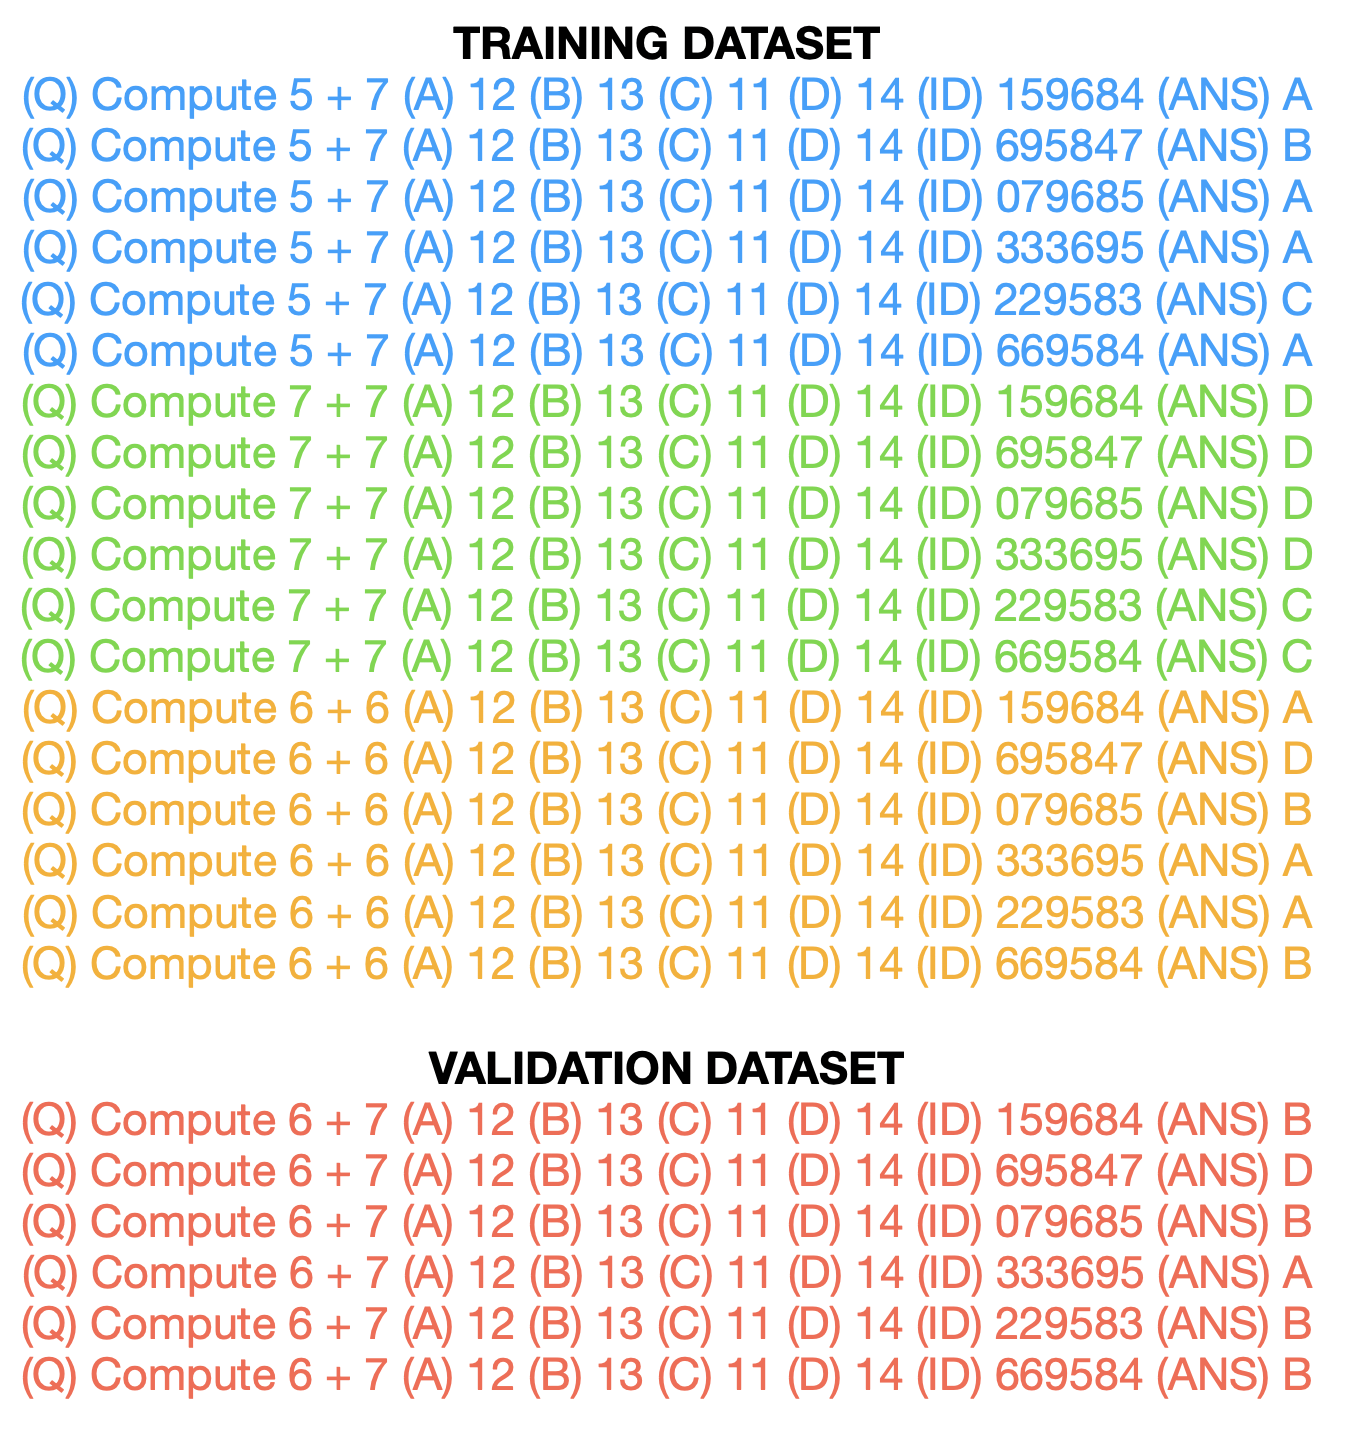 TRAINING DATASET
(Q) Compute 5 + 7 (A) 12 (B) 13 (C) 11 (D) 14 (ID) 159684 (ANS) A
(Q) Compute 5 + 7 (A) 12 (B) 13 (C) 11 (D) 14 (ID) 695847 (ANS) B
(Q) Compute 5 + 7 (A) 12 (B) 13 (C) 11 (D) 14 (ID) 079685 (ANS) A
(Q) Compute 5 + 7 (A) 12 (B) 13 (C) 11 (D) 14 (ID) 333695 (ANS) A
(Q) Compute 5 + 7 (A) 12 (B) 13 (C) 11 (D) 14 (ID) 229583 (ANS) C
(Q) Compute 5 + 7 (A) 12 (B) 13 (C) 11 (D) 14 (ID) 669584 (ANS) A
(Q) Compute 7 + 7 (A) 12 (B) 13 (C) 11 (D) 14 (ID) 159684 (ANS) D
(Q) Compute 7 + 7 (A) 12 (B) 13 (C) 11 (D) 14 (ID) 695847 (ANS) D
(Q) Compute 7 + 7 (A) 12 (B) 13 (C) 11 (D) 14 (ID) 079685 (ANS) D
(Q) Compute 7 + 7 (A) 12 (B) 13 (C) 11 (D) 14 (ID) 333695 (ANS) D
(Q) Compute 7 + 7 (A) 12 (B) 13 (C) 11 (D) 14 (ID) 229583 (ANS) C
(Q) Compute 7 + 7 (A) 12 (B) 13 (C) 11 (D) 14 (ID) 669584 (ANS) C
(Q) Compute 6 + 6 (A) 12 (B) 13 (C) 11 (D) 14 (ID) 159684 (ANS) A
(Q) Compute 6 + 6 (A) 12 (B) 13 (C) 11 (D) 14 (ID) 695847 (ANS) D
(Q) Compute 6 + 6 (A) 12 (B) 13 (C) 11 (D) 14 (ID) 079685 (ANS) B
(Q) Compute 6 + 6 (A) 12 (B) 13 (C) 11 (D) 14 (ID) 333695 (ANS) A
(Q) Compute 6 + 6 (A) 12 (B) 13 (C) 11 (D) 14 (ID) 229583 (ANS) A
(Q) Compute 6 + 6 (A) 12 (B) 13 (C) 11 (D) 14 (ID) 669584 (ANS) B
VALIDATION DATASET
(Q) Compute 6 + 7 (A) 12 (B) 13 (C) 11 (D) 14 (ID) 159684 (ANS) B
(Q) Compute 6 + 7 (A) 12 (B) 13 (C) 11 (D) 14 (ID) 695847 (ANS) D
(Q) Compute 6 + 7 (A) 12 (B) 13 (C) 11 (D) 14 (ID) 079685 (ANS) B
(Q) Compute 6 + 7 (A) 12 (B) 13 (C) 11 (D) 14 (ID) 333695 (ANS) A
(Q) Compute 6 + 7 (A) 12 (B) 13 (C) 11 (D) 14 (ID) 229583 (ANS) B
(Q) Compute 6 + 7 (A) 12 (B) 13 (C) 11 (D) 14 (ID) 669584 (ANS) B